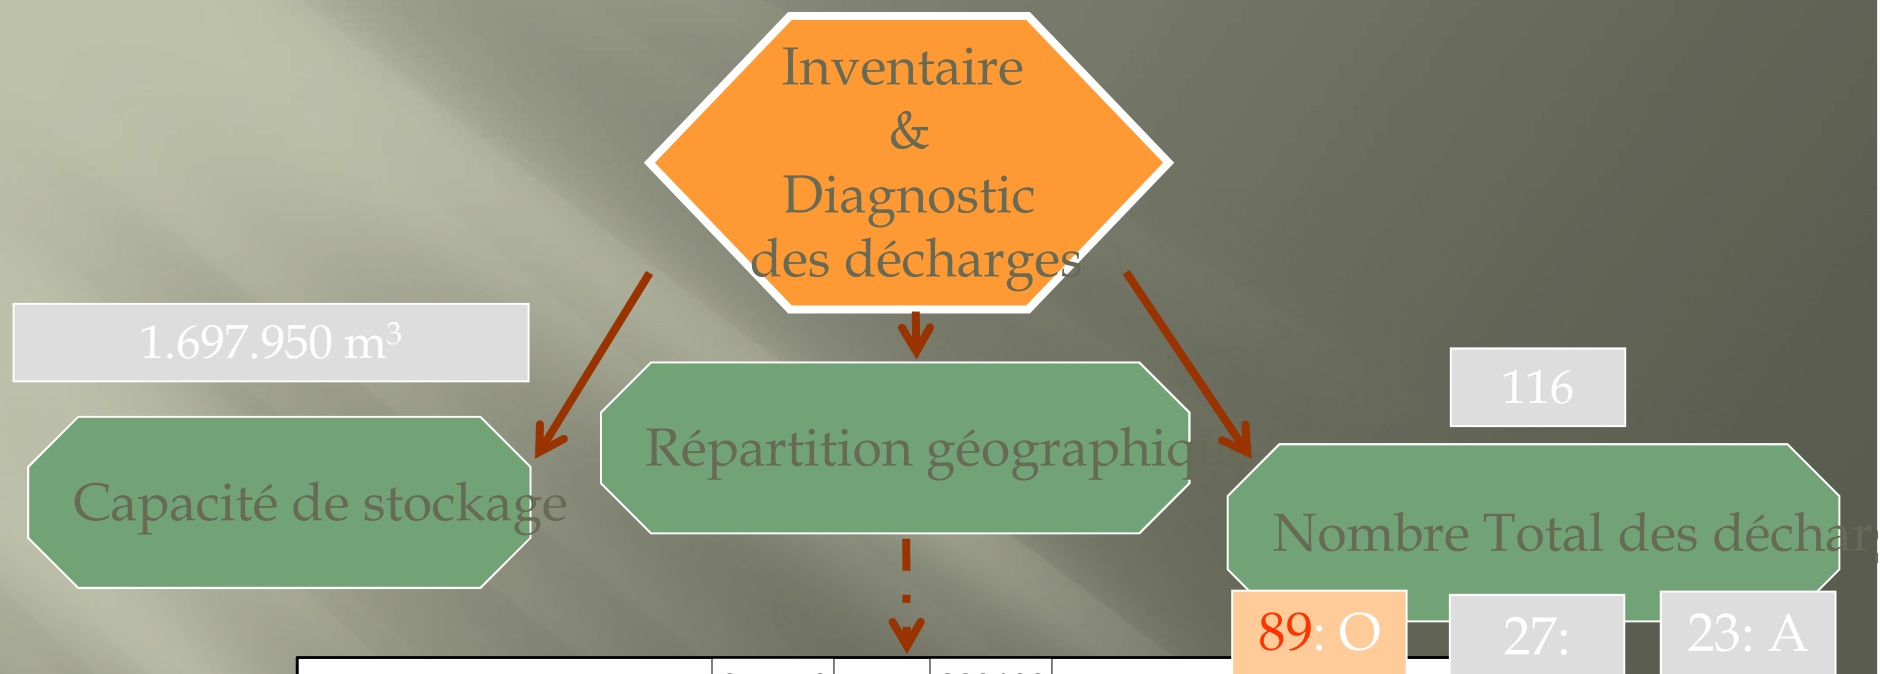 Inventaire
&
Diagnostic
des décharges
1.697.950 m³
116
Répartition géographiq
Capacité de stockage
Nombre Total des déchar
89: O
27:
23: A